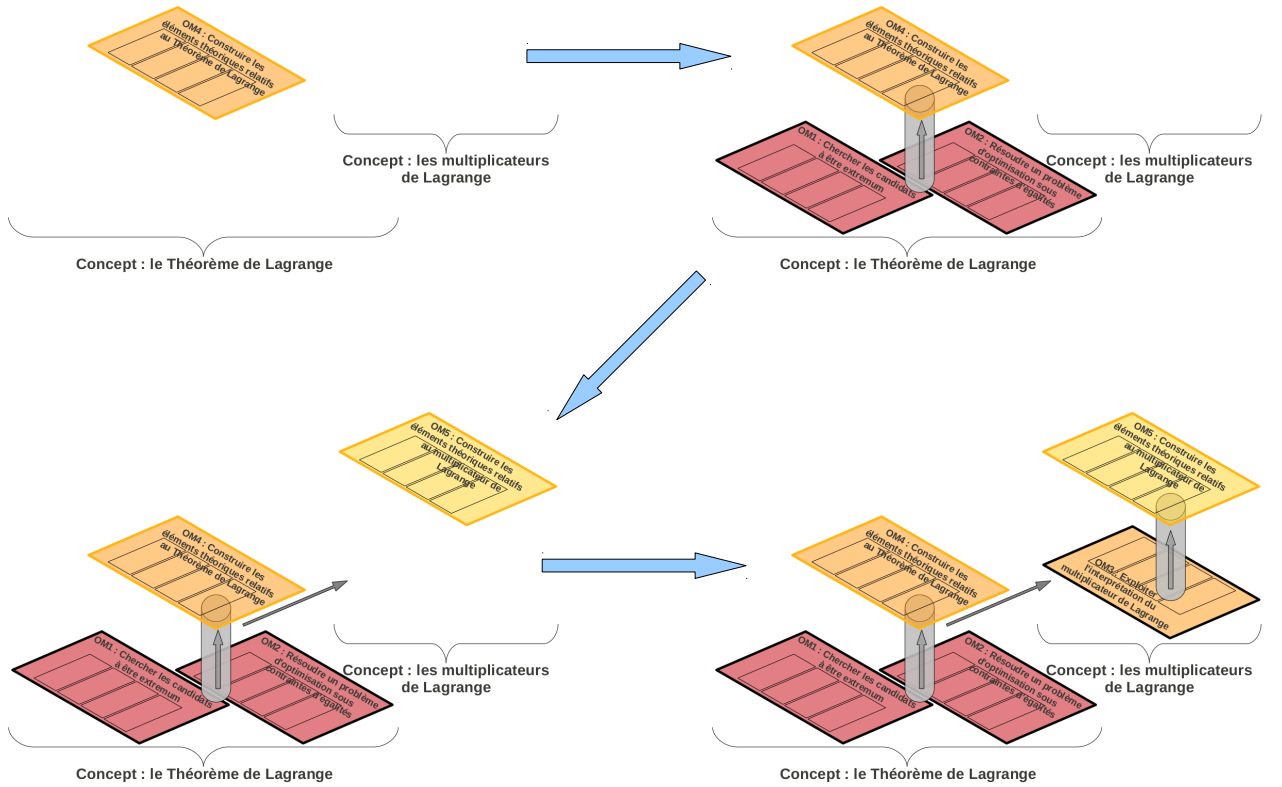 OM4 : Construire les
éléments théoriques relatifs
au Théorème de Lagrange
Concept : les multiplicateurs
de Lagrange
Concept : le Théorème de Lagrange
OM4 : Construire les
éléments théoriques relatifs
au Théorème de Lagrange
OM1 : Chercher les candidats
à être extremum
OM2 : Résoudre un problème
d'optimisation sous
contraintes d'égalités
Concept : les multiplicateurs
de Lagrange
Concept : le Théorème de Lagrange
OM5 : Construire les
éléments théoriques relatifs
au multiplicateur de
Lagrange
OM4 : Construire les
éléments théoriques relatifs
au Théorème de Lagrange
OM1 : Chercher les candidats
à être extremum
OM2 : Résoudre un problème
d'optimisation sous
contraintes d'égalités
Concept : les multiplicateurs
de Lagrange
Concept : le Théorème de Lagrange
OM5 : Construire les
éléments théoriques relatifs
au multiplicateur de
Lagrange
OM4 : Construire les
éléments théoriques relatifs
au Théorème de Lagrange
OM3 : Exploiter
l'interprétation du
multiplicateur de Lagrange
OM1 : Chercher les candidats
à être extremum
OM2 : Résoudre un problème
d'optimisation sous
contraintes d'égalités
Concept : les multiplicateurs
de Lagrange
Concept : le Théorème de Lagrange